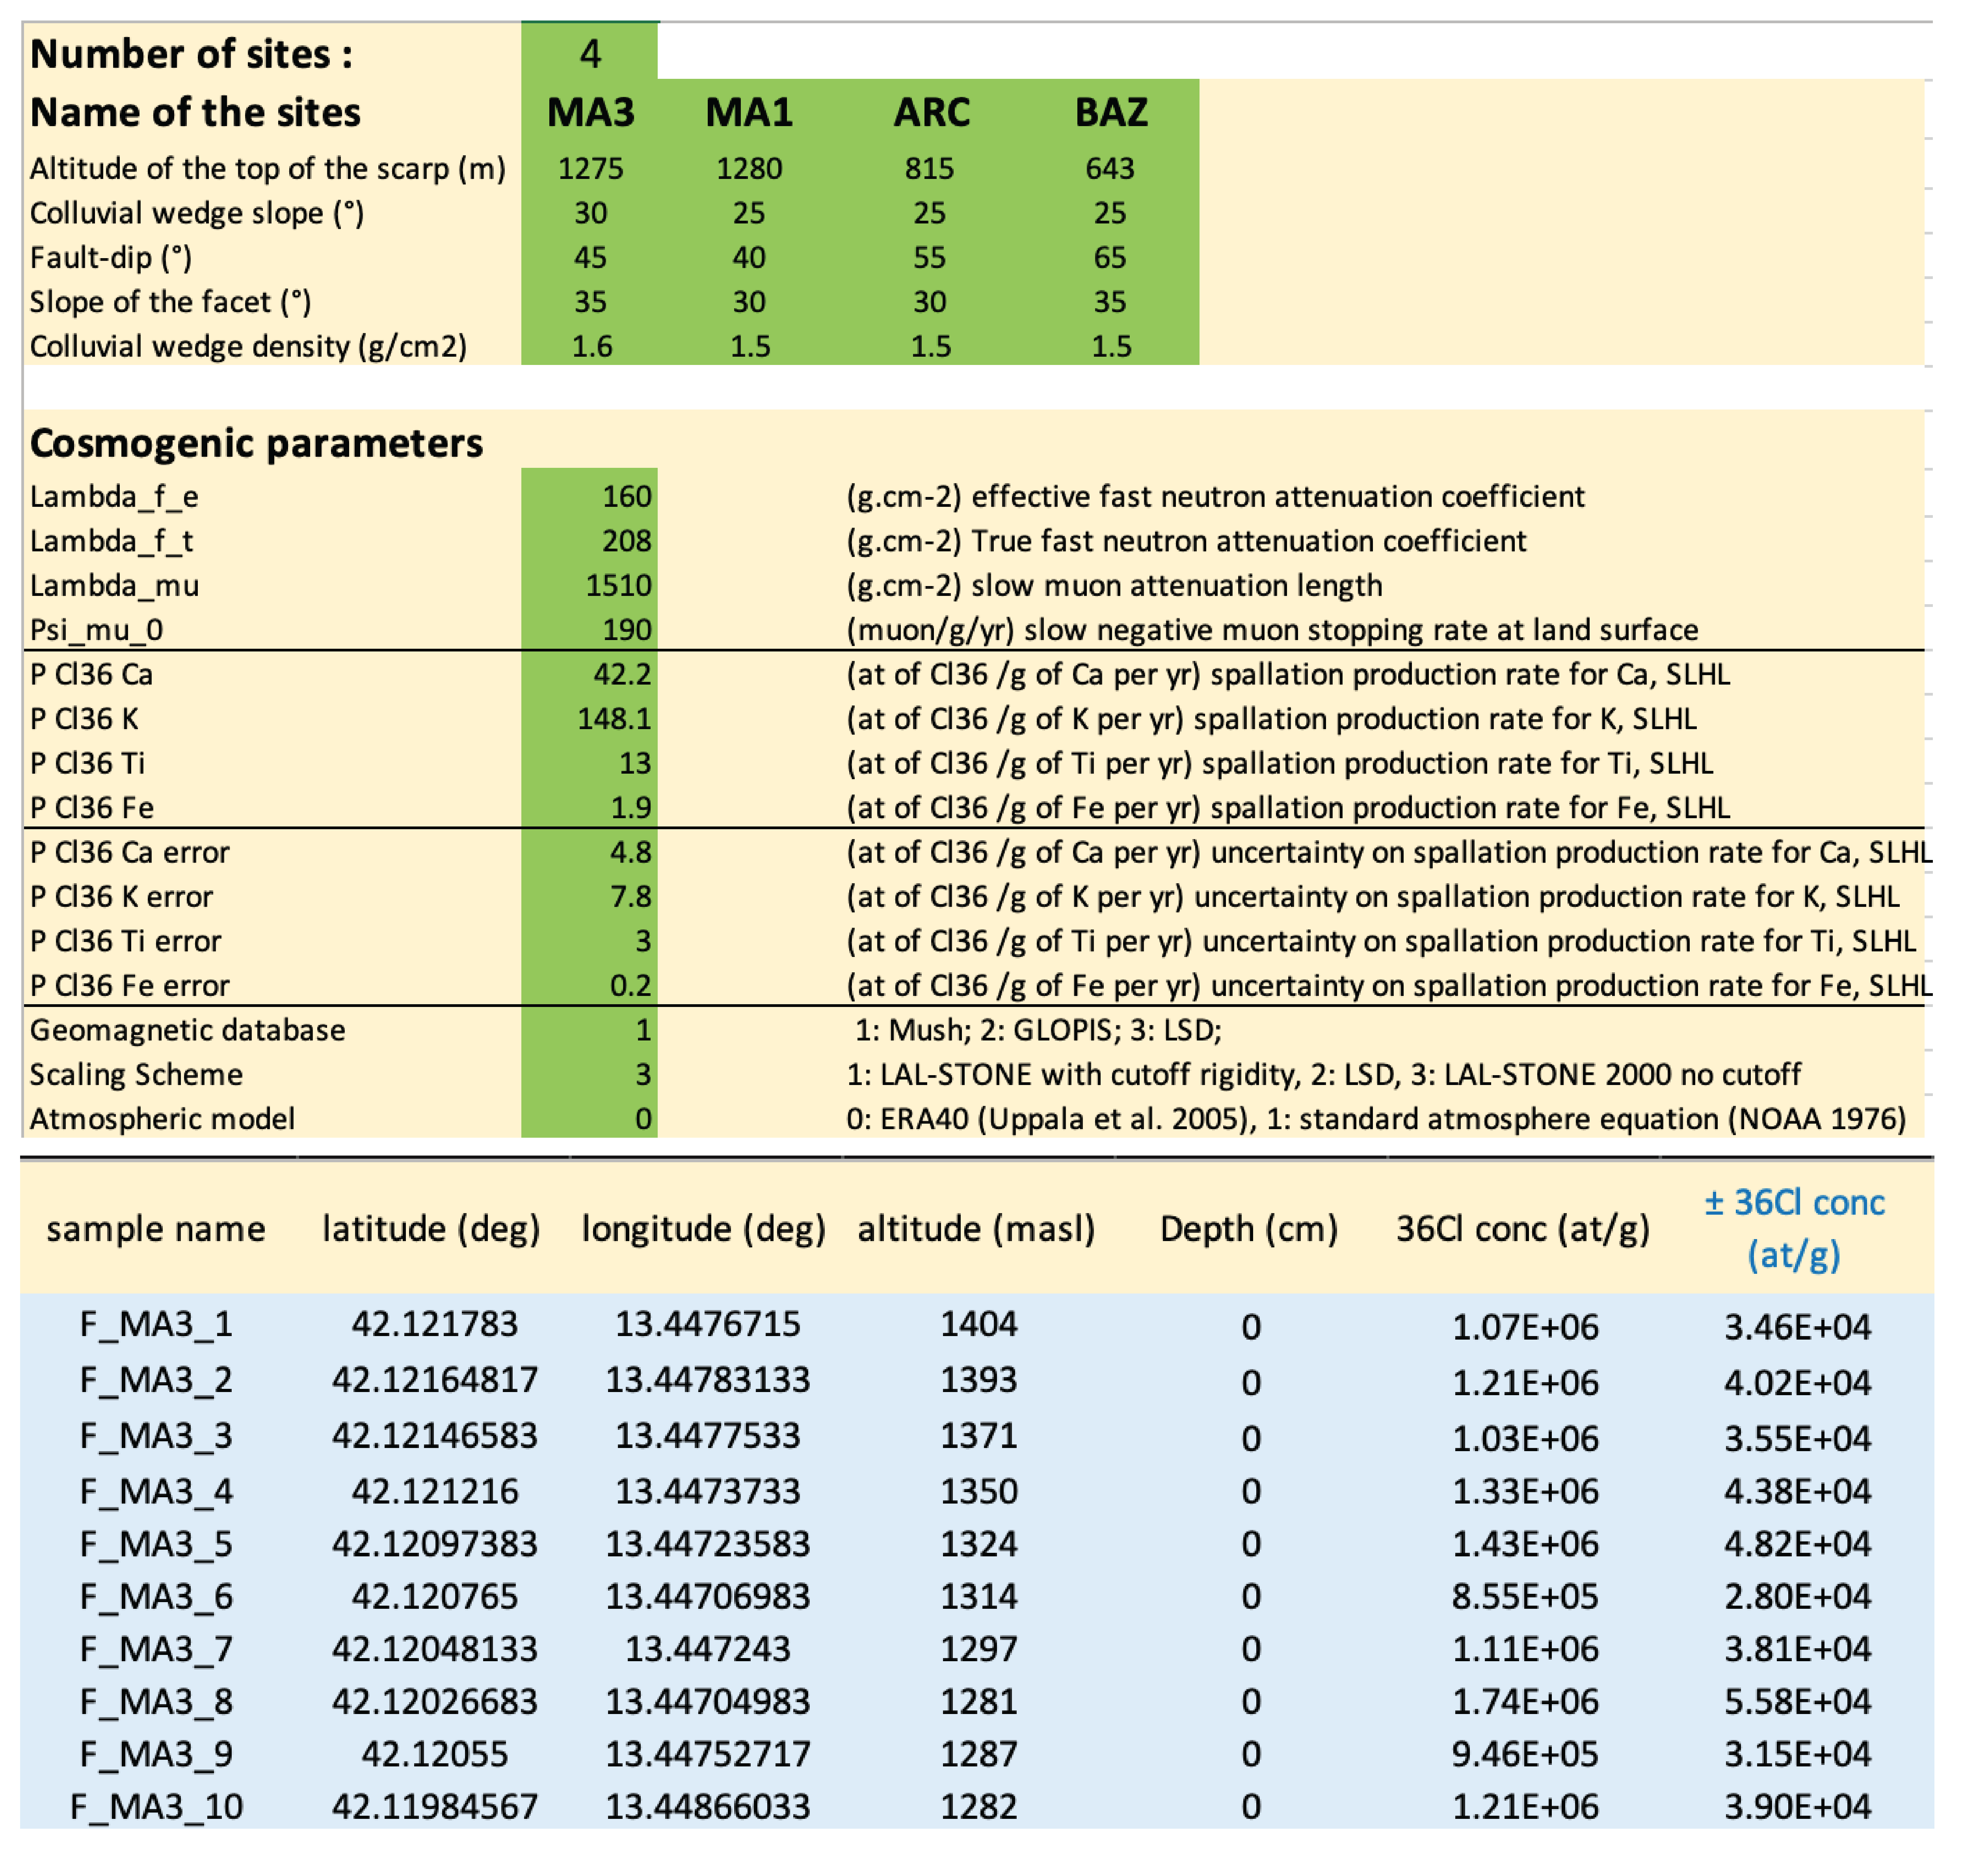 Number of sites : 4
Name of the sites MA3 MA1 ARC BAZ
Altitude of the top of the scarp (m) 1275 1280 815 643
Colluvial wedge slope (°) 30 25 25 25
Fault-dip (°) 45 40 55 65
Slope of the facet (°) 35 30 30 35
Colluvial wedge density (g/cm2) 1.6 1.5 1.5 1.5
Cosmogenic parameters
Lambda_f_e 160 (g.cm-2) effective fast neutron attenuation coefficient
Lambda_f_t 208 (g.cm-2) True fast neutron attenuation coefficient
Lambda_mu 1510 (g.cm-2) slow muon attenuation length
Psi_mu_0 190 (muon/g/yr) slow negative muon stopping rate at land surface
P Cl36 Ca 42.2 (at of Cl36 /g of Ca per yr) spallation production rate for Ca, SLHL
P Cl36 K 148.1 (at of Cl36 /g of K per yr) spallation production rate for K, SLHL
P Cl36 Ti 13 (at of Cl36 /g of Ti per yr) spallation production rate for Ti, SLHL
P Cl36 Fe 1.9 (at of Cl36 /g of Fe per yr) spallation production rate for Fe, SLHL
P Cl36 Ca error 4.8 (at of Cl36 /g of Ca per yr) uncertainty on spallation production rate for Ca, SLHL
P Cl36 K error 7.8 (at of Cl36 /g of K per yr) uncertainty on spallation production rate for K, SLHL
P Cl36 Ti error 3 (at of Cl36 /g of Ti per yr) uncertainty on spallation production rate for Ti, SLHL
P Cl36 Fe error 0.2 (at of Cl36 /g of Fe per yr) uncertainty on spallation production rate for Fe, SLHL
Geomagnetic database 1 1: Mush; 2: GLOPIS; 3: LSD;
Scaling Scheme 3 1: LAL-STONE with cutoff rigidity, 2: LSD, 3: LAL-STONE 2000 no cutoff
Atmospheric model 0 0: ERA40 (Uppala et al. 2005), 1: standard atmosphere equation (NOAA 1976)
sample name latitude (deg) longitude (deg) altitude (masl) Depth (cm) 36Cl conc (at/g) ± 36Cl conc (at/g)
F_MA3_1 42.121783 13.4476715 1404 0 1.07E+06 3.46E+04
F_MA3_2 42.12164817 13.44783133 1393 0 1.21E+06 4.02E+04
F_MA3_3 42.12146583 13.4477533 1371 0 1.03E+06 3.55E+04
F_MA3_4 42.121216 13.4473733 1350 0 1.33E+06 4.38E+04
F_MA3_5 42.12097383 13.44723583 1324 0 1.43E+06 4.82E+04
F_MA3_6 42.120765 13.44706983 1314 0 8.55E+05 2.80E+04
F_MA3_7 42.12048133 13.447243 1297 0 1.11E+06 3.81E+04
F_MA3_8 42.12026683 13.44704983 1281 0 1.74E+06 5.58E+04
F_MA3_9 42.12055 13.44752717 1287 0 9.46E+05 3.15E+04
F_MA3_10 42.11984567 13.44866033 1282 0 1.21E+06 3.90E+04